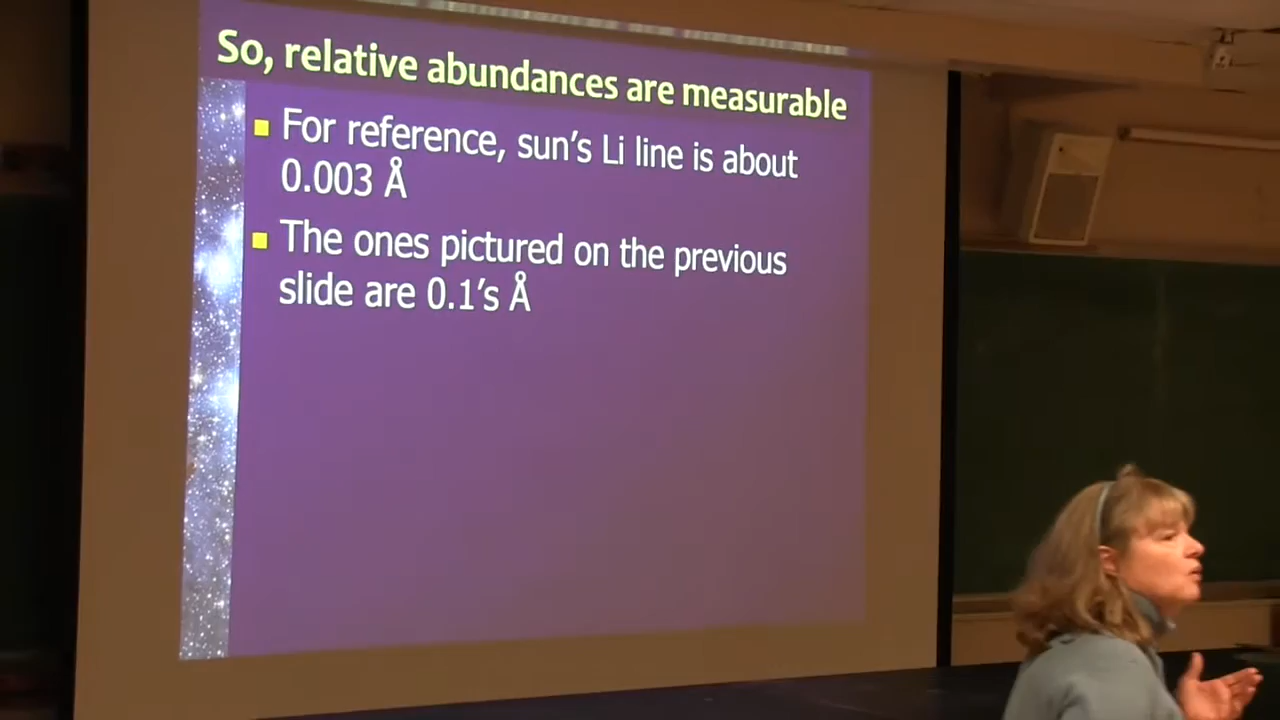 So, relative abundances are measurable
For reference, sun's Li line is about
0.003 Å
The ones pictured on the previous
slide are 0.1's Å